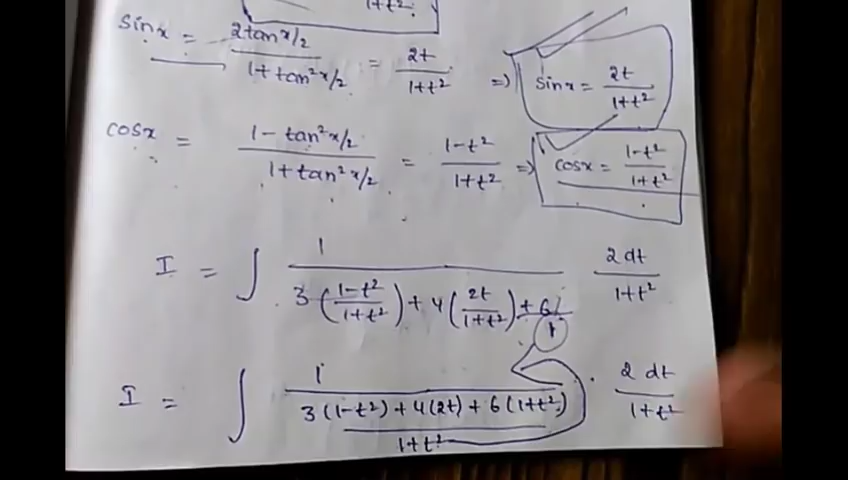 1+t²
sinx = 2tan x/2 / 1+tan² x/2 = 2t / 1+t² => sinx = 2t / 1+t²
cosx = 1-tan² x/2 / 1+tan² x/2 = 1-t² / 1+t² => cosx = 1-t² / 1+t²
I = ∫ 1 / 3(1-t² / 1+t²) + 4(2t / 1+t²) + 6 / 1 2dt / 1+t²
I = ∫ 1 / 3(1-t²)+4(2t)+6(1+t²) / 1+t² . 2 dt / 1+t²